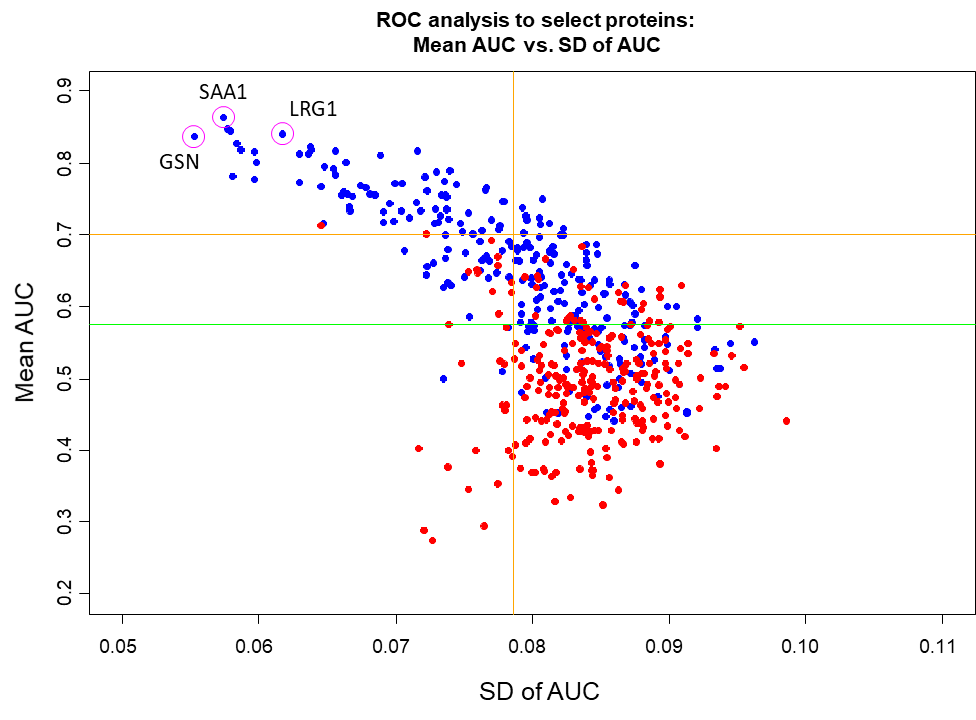 ROC analysis to select proteins:
Mean AUC vs. SD of AUC
SAA1
LRG1
GSN
Mean AUC
0.9
0.8
0.7
0.6
0.5
0.4
0.3
0.2
0.05 0.06 0.07 0.08 0.09 0.10 0.11
SD of AUC